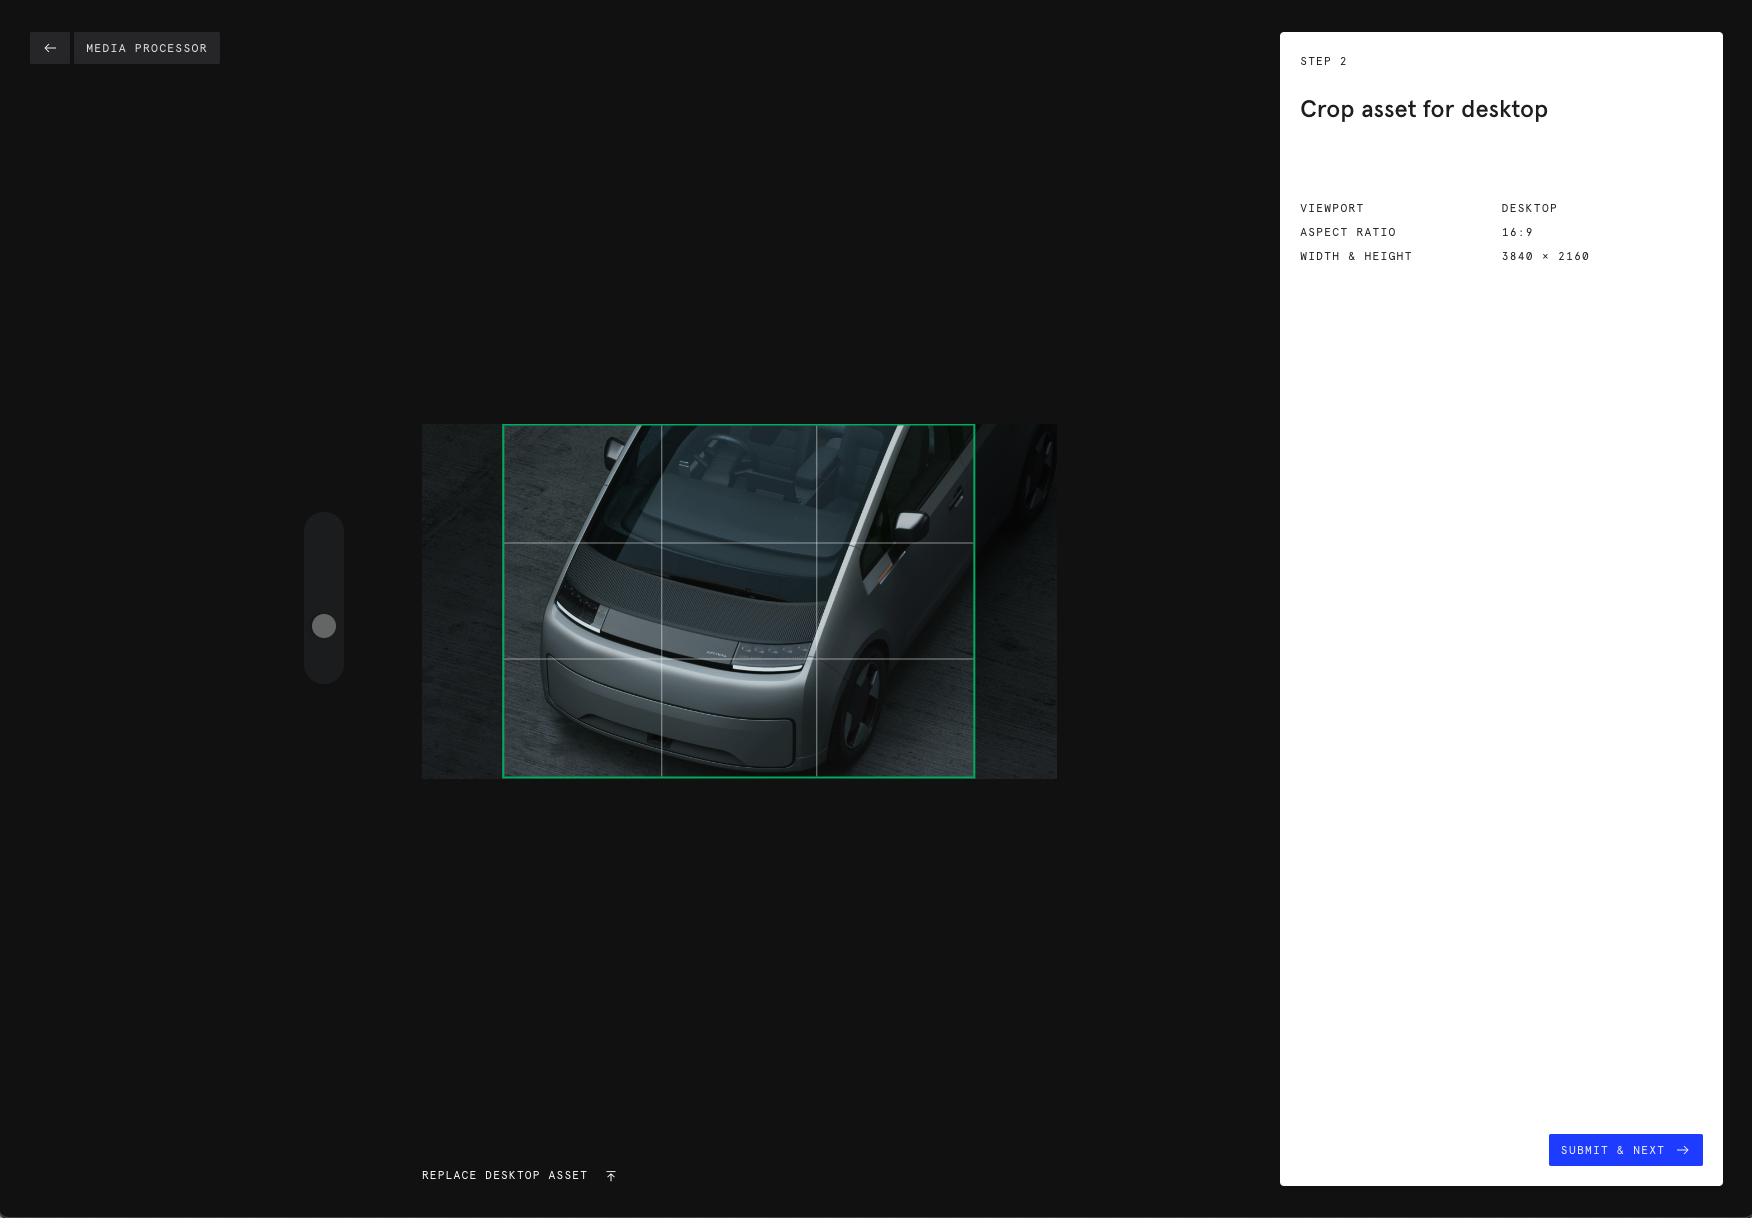 MEDIA PROCESSOR
STEP 2
Crop asset for desktop
VIEWPORT DESKTOP
ASPECT RATIO 16:9
WIDTH & HEIGHT 3840 × 2160
SUBMIT & NEXT
REPLACE DESKTOP ASSET